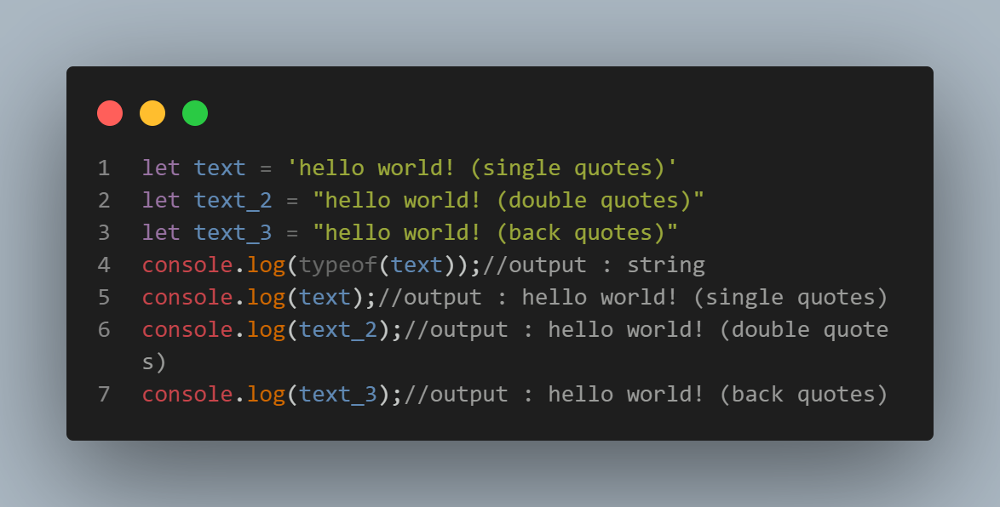 1 let text = 'hello world! (single quotes)'
2 let text_2 = "hello world! (double quotes)"
3 let text_3 = "hello world! (back quotes)"
4 console.log(typeof(text));//output : string
5 console.log(text);//output : hello world! (single quotes)
6 console.log(text_2);//output : hello world! (double quote
s)
7 console.log(text_3);//output : hello world! (back quotes)